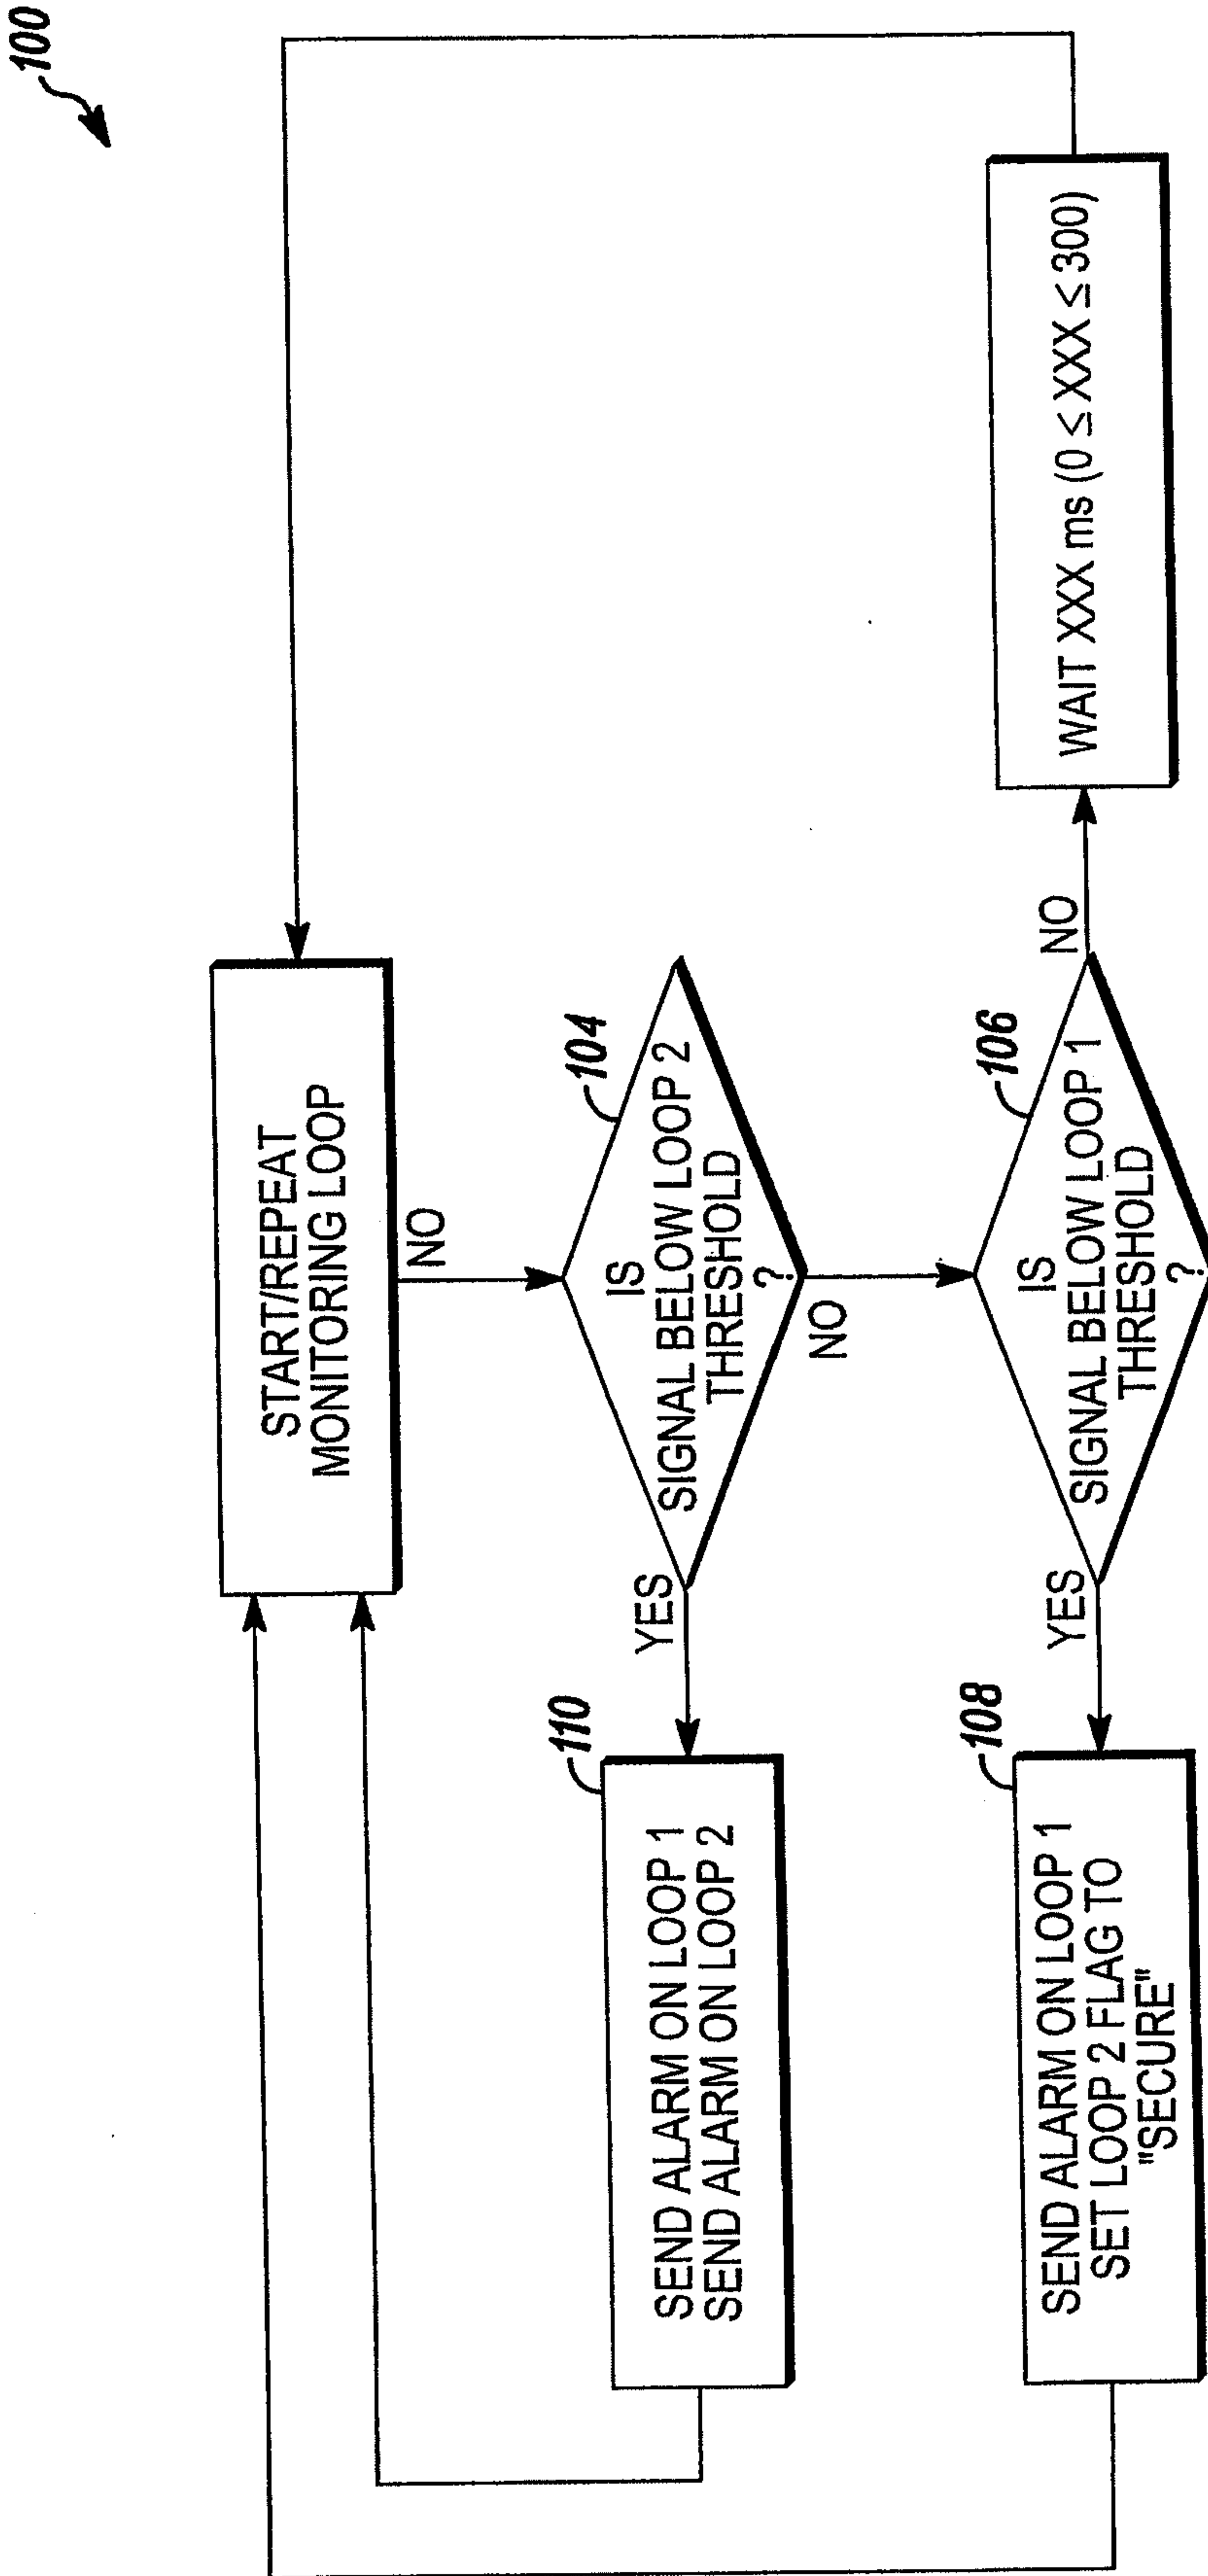 100
START/REPEAT
MONITORING LOOP
NO
104
IS
SIGNAL BELOW LOOP 2
THRESHOLD
?
YES
NO
110
SEND ALARM ON LOOP 1
SEND ALARM ON LOOP 2
106
IS
SIGNAL BELOW LOOP 1
THRESHOLD
?
YES
NO
108
SEND ALARM ON LOOP 1
SET LOOP 2 FLAG TO
"SECURE"
WAIT XXX ms (0 ≤ XXX ≤ 300)